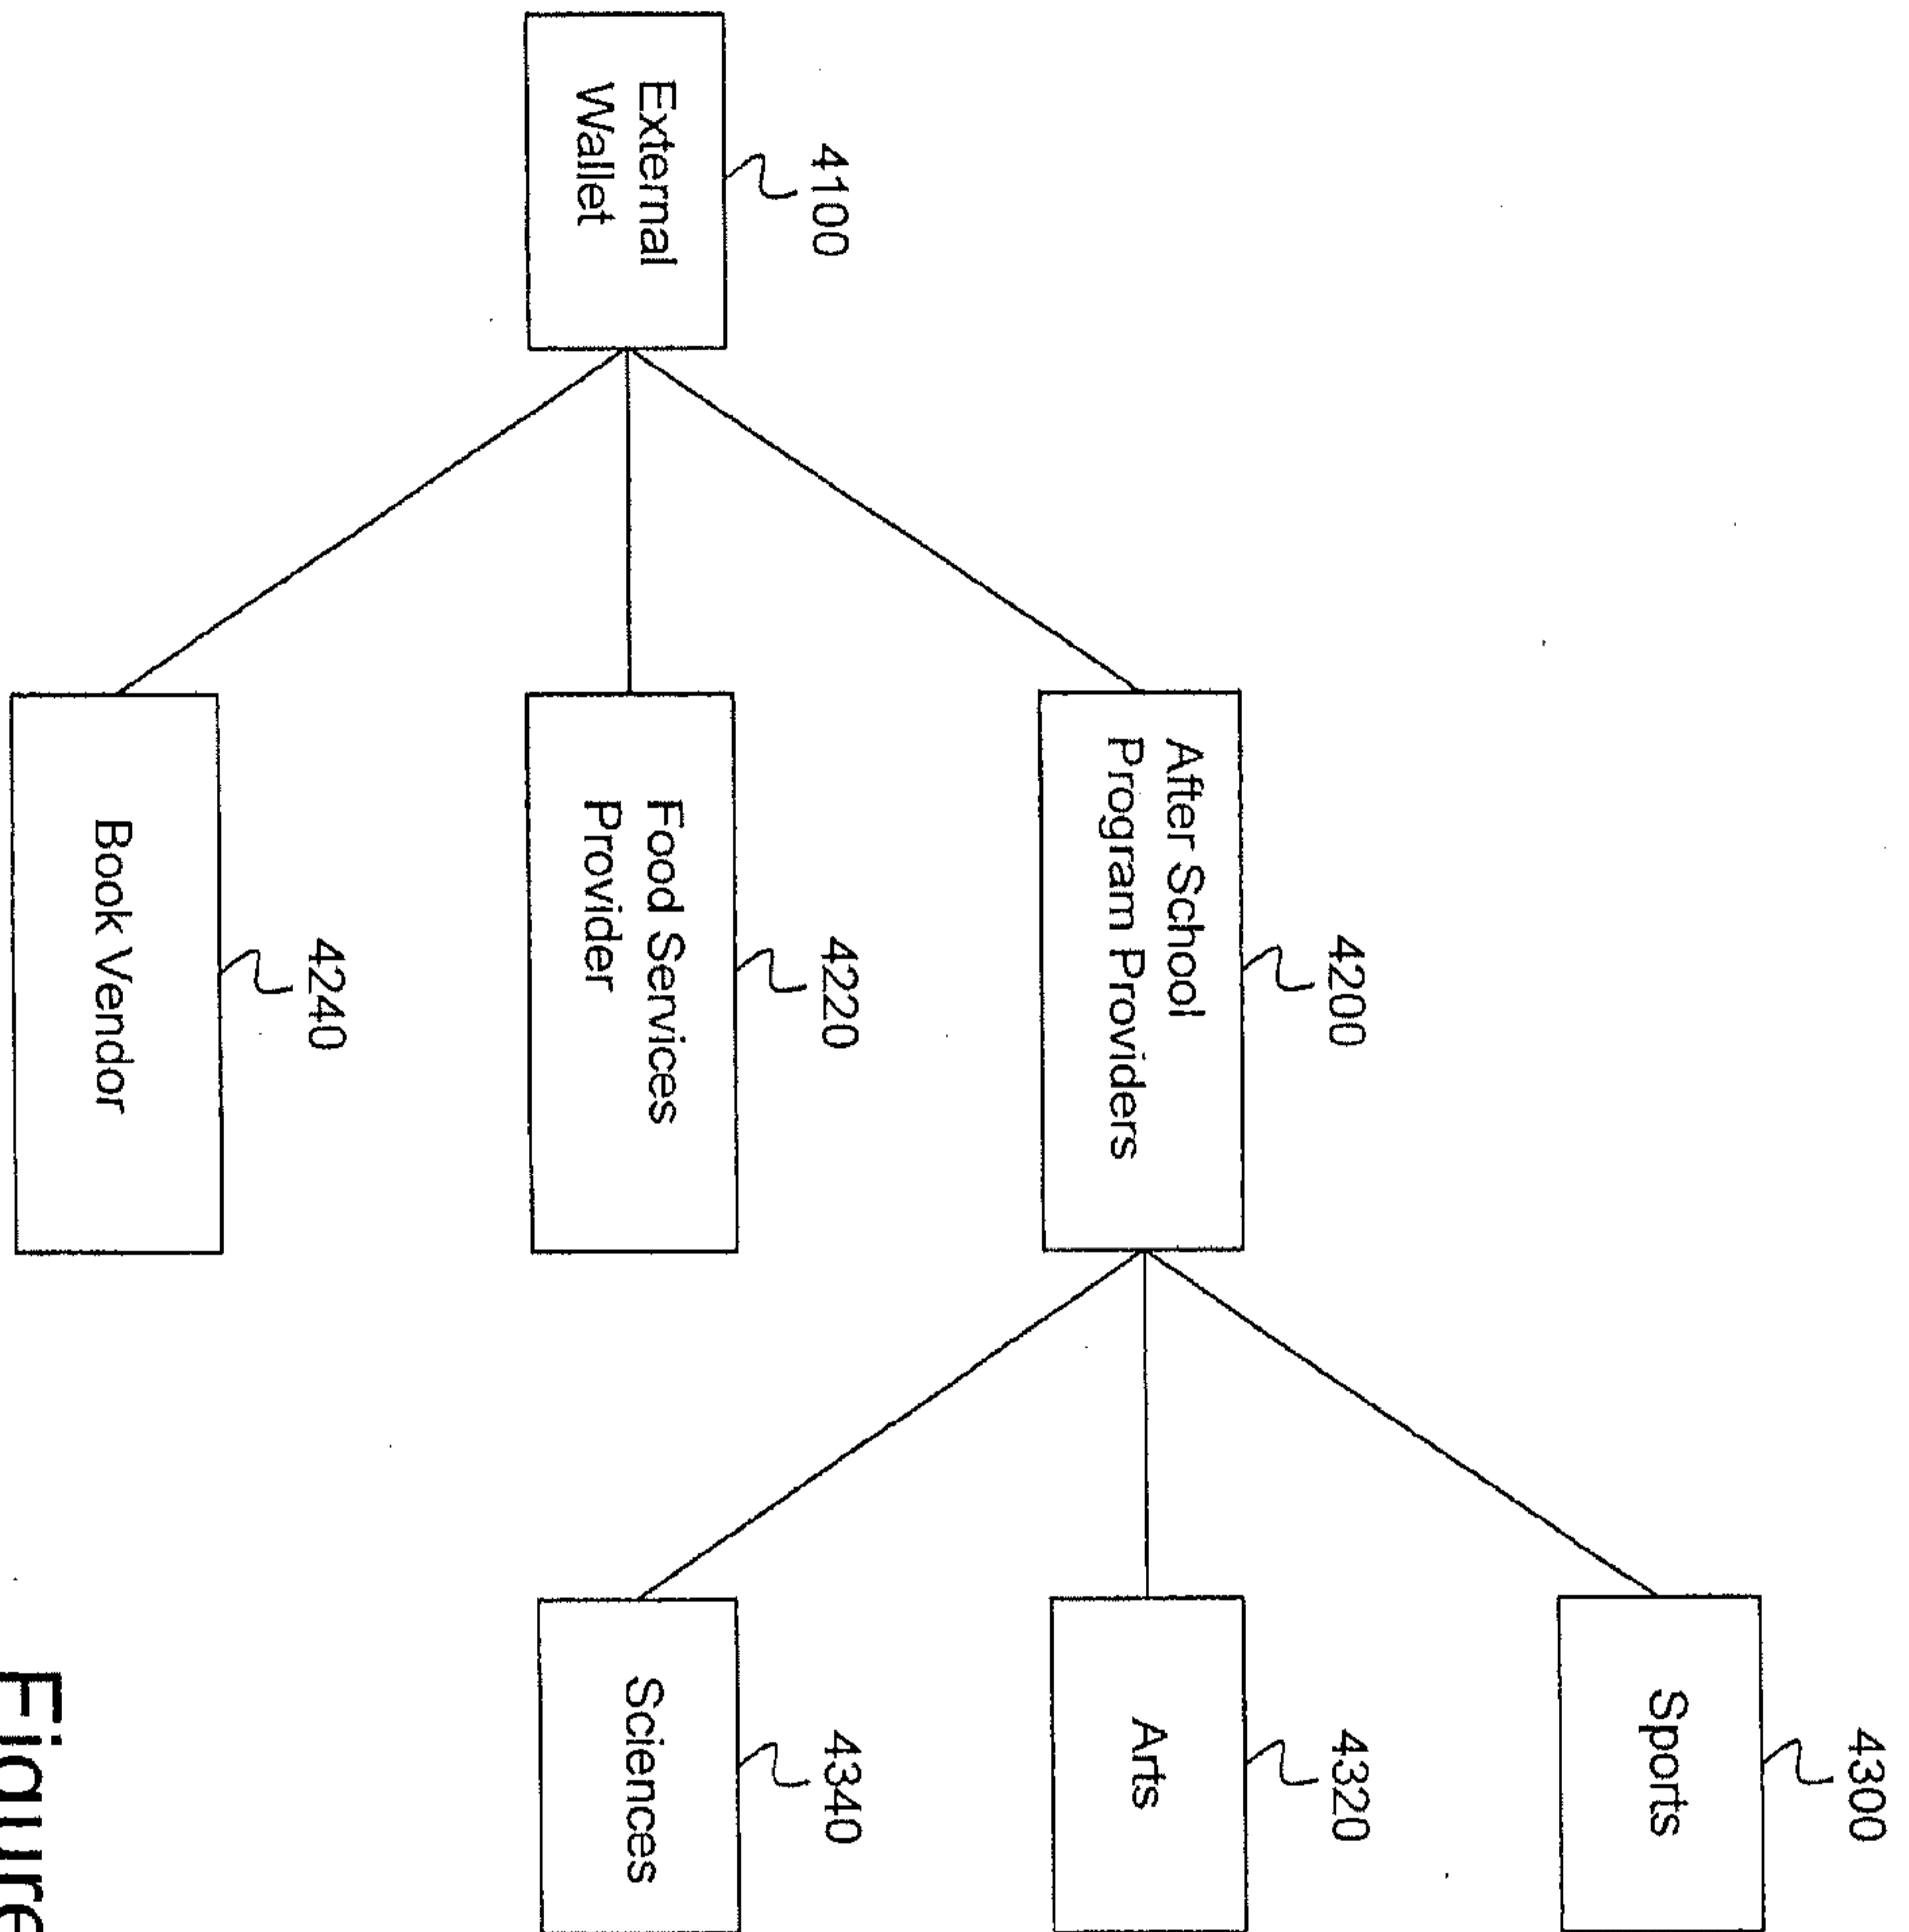 4300
Sports
4200
After School
Program Providers
4320
Arts
4100
External
Wallet
4220
Food Services
Provider
4340
Sciences
4240
Book Vendor
Figure